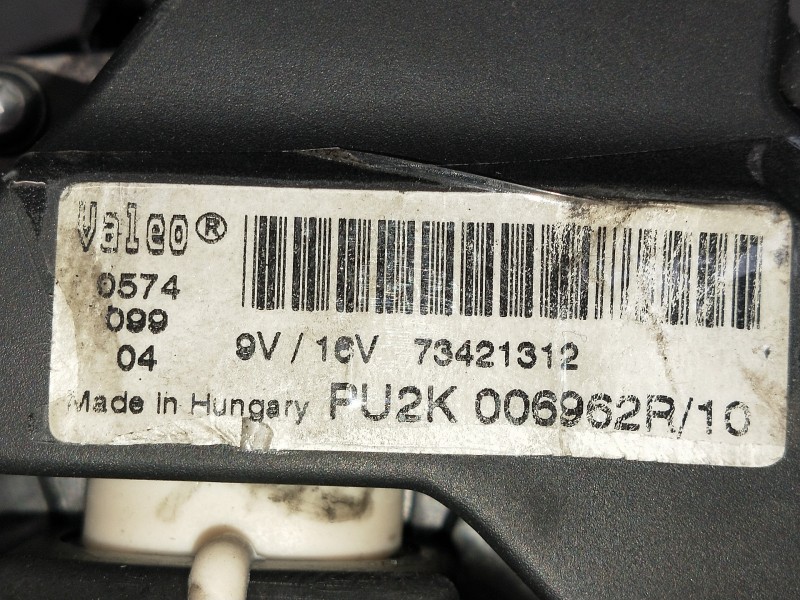 Valeo®
0574
099
04
9V / 16V 73421312
Made in Hungary PU2K 006962R/10